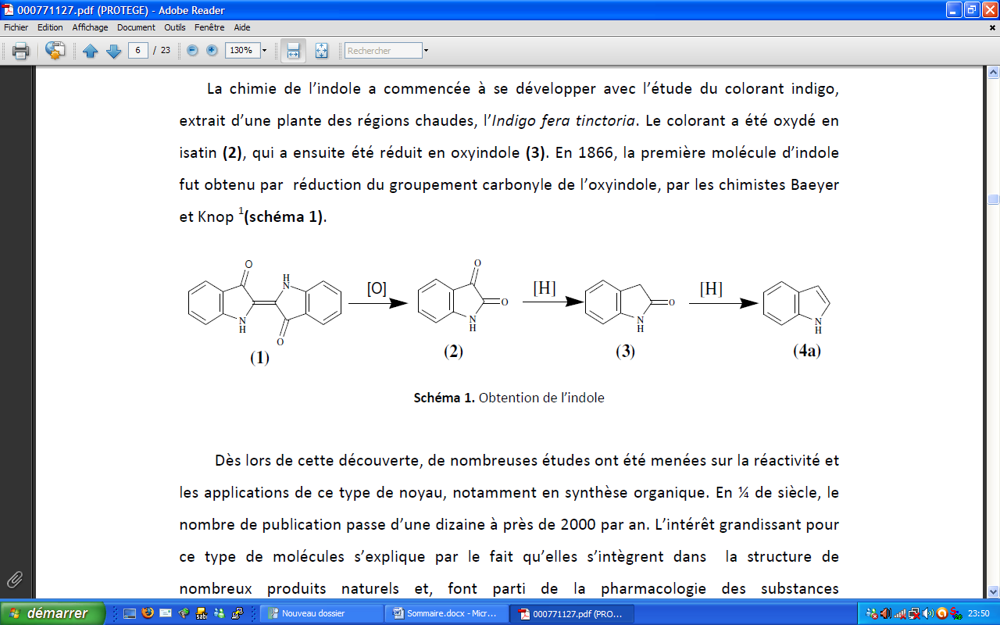 000771127.pdf (PROTEGE) - Adobe Reader
Fichier Edition Affichage Document Outils Fenêtre Aide
6 / 23 130% Rechercher
La chimie de l’indole a commencée à se développer avec l’étude du colorant indigo,
extrait d’une plante des régions chaudes, l’Indigo fera tinctoria. Le colorant a été oxydé en
isatin (2), qui a ensuite été réduit en oxyindole (3). En 1866, la première molécule d’indole
fut obtenu par réduction du groupement carbonyle de l’oxyindole, par les chimistes Baeyer
et Knop 1(schéma 1).
O H N N H O
[O]
O O N H
[H]
O N H
[H]
N H
(1) (2) (3) (4a)
Schéma 1. Obtention de l’indole
Dès lors de cette découverte, de nombreuses études ont été menées sur la réactivité et
les applications de ce type de noyau, notamment en synthèse organique. En ¼ de siècle, le
nombre de publication passe d’une dizaine à près de 2000 par an. L’intérêt grandissant pour
ce type de molécules s’explique par le fait qu’elles s’intègrent dans la structure de
nombreux produits naturels et, font parti de la pharmacologie des substances
démarrer Nouveau dossier Sommaire.docx - Micr... 000771127.pdf (PRO... 23:50